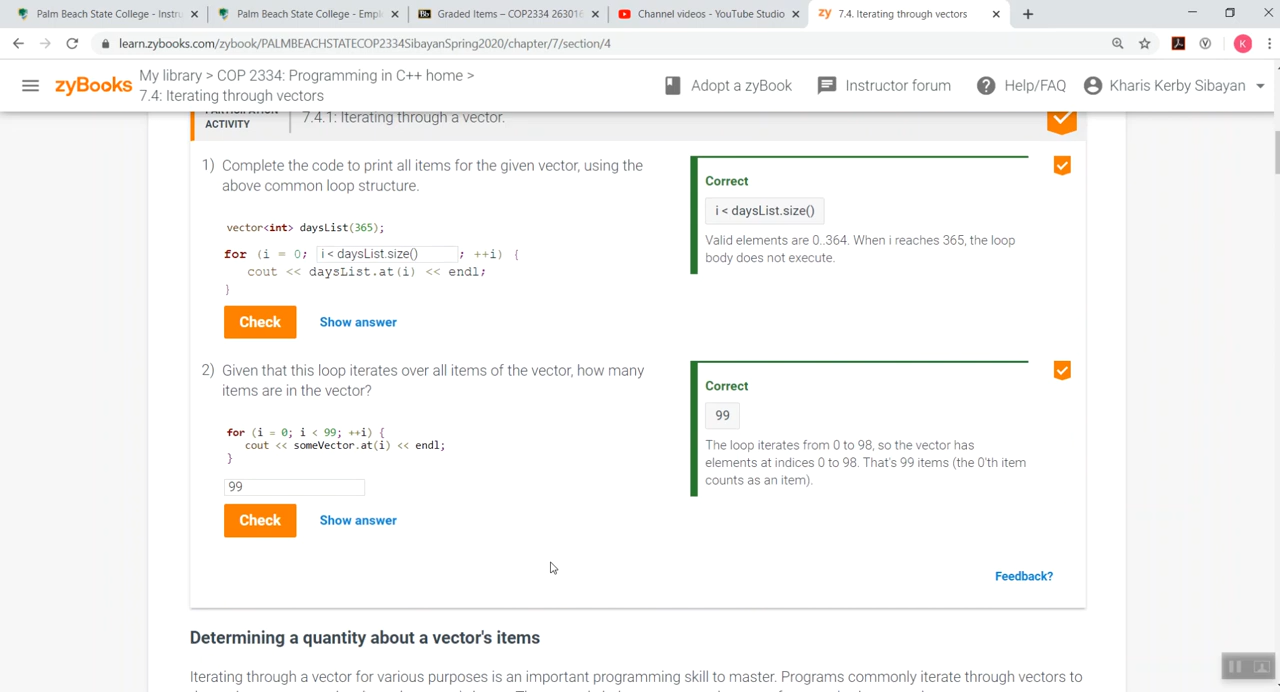 Palm Beach State College - Instru
Palm Beach State College - Emplo
Bb
Graded Items – COP2334 263016
Channel videos - YouTube Studio
zy
7.4. Iterating through vectors
learn.zybooks.com/zybook/PALMBEACHSTATECOP2334SibayanSpring2020/chapter/7/section/4
K
zyBooks
My library > COP 2334: Programming in C++ home >
7.4: Iterating through vectors
Adopt a zyBook
Instructor forum
Help/FAQ
Kharis Kerby Sibayan
PARTICIPATION
ACTIVITY
7.4.1: Iterating through a vector.
1) Complete the code to print all items for the given vector, using the
above common loop structure.
vector<int> daysList(365);
for (i = 0; i < daysList.size() ; ++i) {
cout << daysList.at(i) << endl;
}
Check
Show answer
Correct
i < daysList.size()
Valid elements are 0..364. When i reaches 365, the loop
body does not execute.
2) Given that this loop iterates over all items of the vector, how many
items are in the vector?
for (i = 0; i < 99; ++i) {
cout << someVector.at(i) << endl;
}
99
Check
Show answer
Correct
99
The loop iterates from 0 to 98, so the vector has
elements at indices 0 to 98. That's 99 items (the 0'th item
counts as an item).
Feedback?
Determining a quantity about a vector's items
Iterating through a vector for various purposes is an important programming skill to master. Programs commonly iterate through vectors to